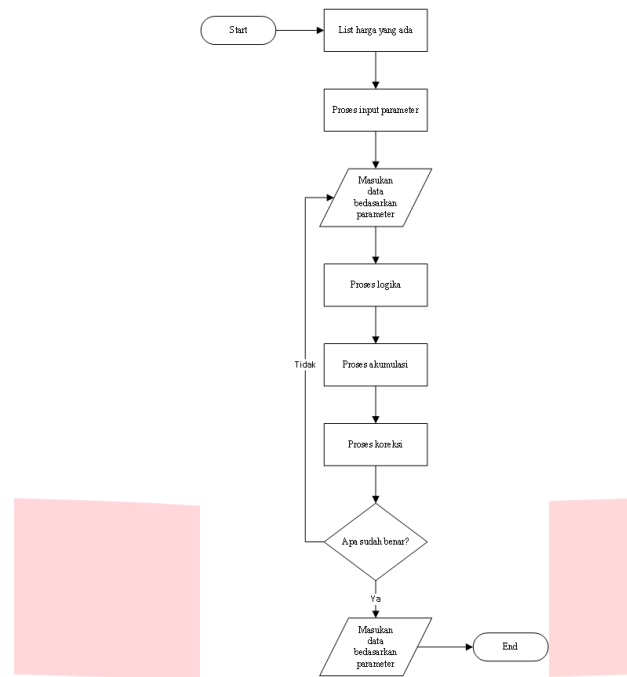 Start
List harga yang ada
Proses input parameter
Masukan
data
bedasarkan
parameter
Proses logika
Tidak
Proses akumulasi
Proses koreksi
Apa sudah benar?
Ya
Masukan
data
bedasarkan
parameter
End